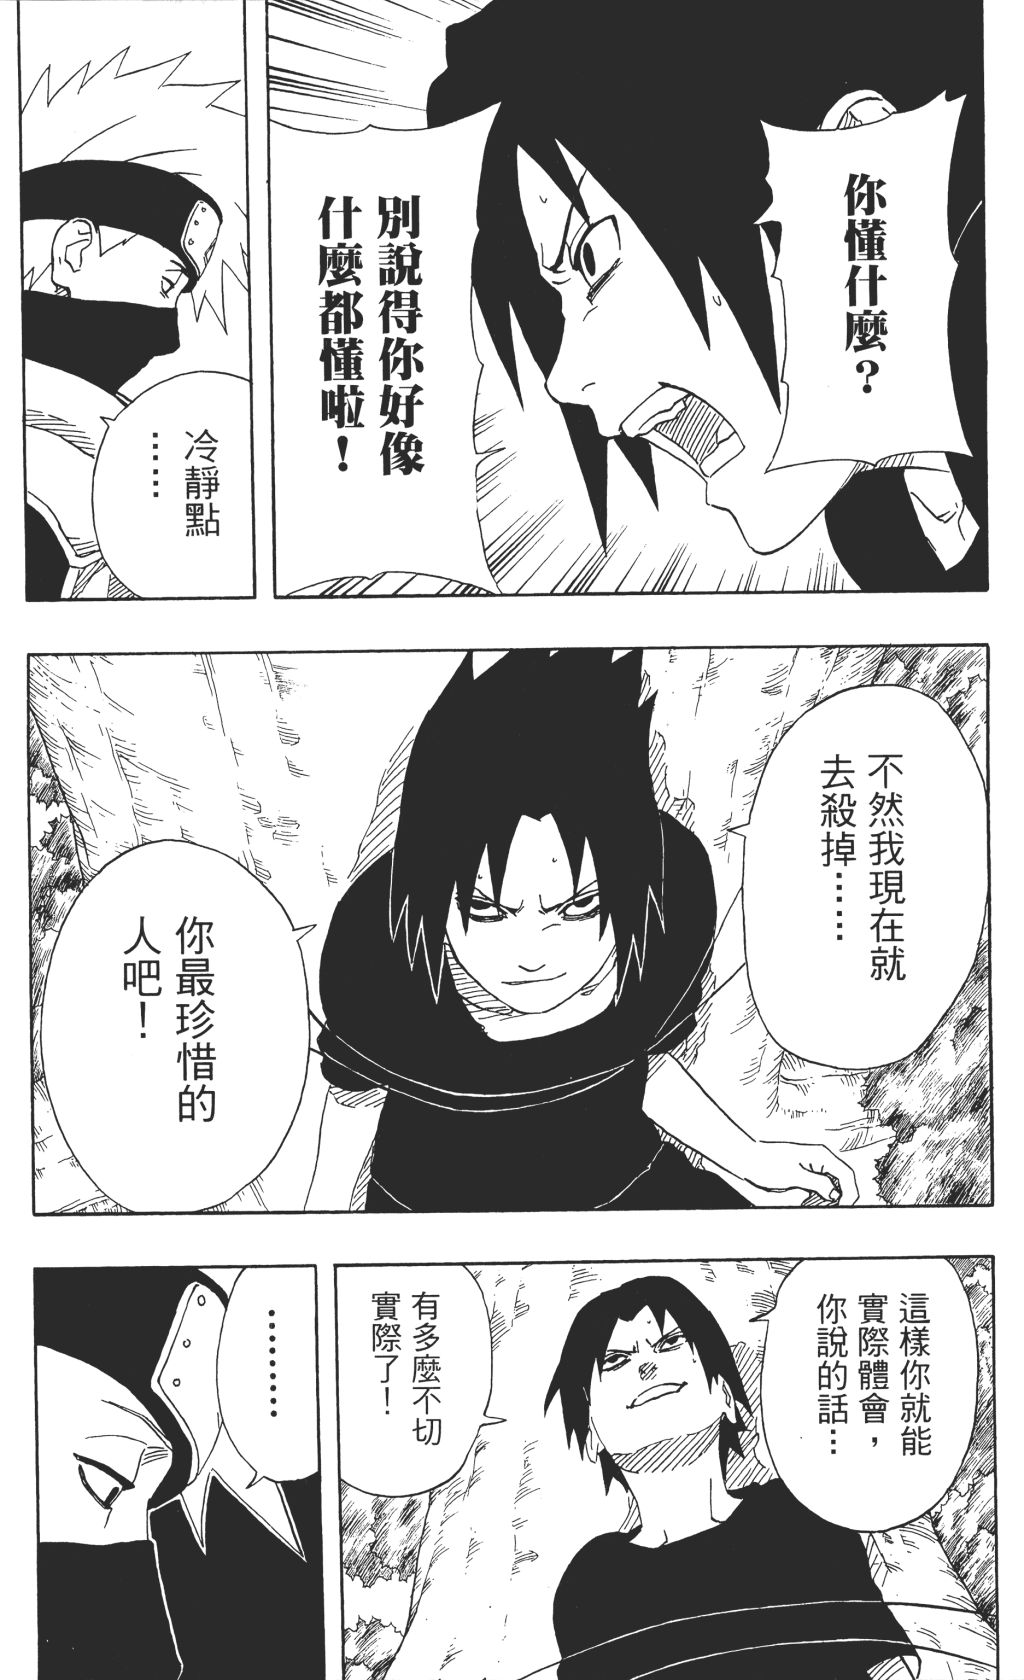 你懂什麼？
別說得你好像
什麼都懂啦！
冷靜點
……
不然我現在就
去殺掉……
你最珍惜的
人吧！
這樣你就能
實際體會，
你說的話…
有多麼不切
實際了！
………